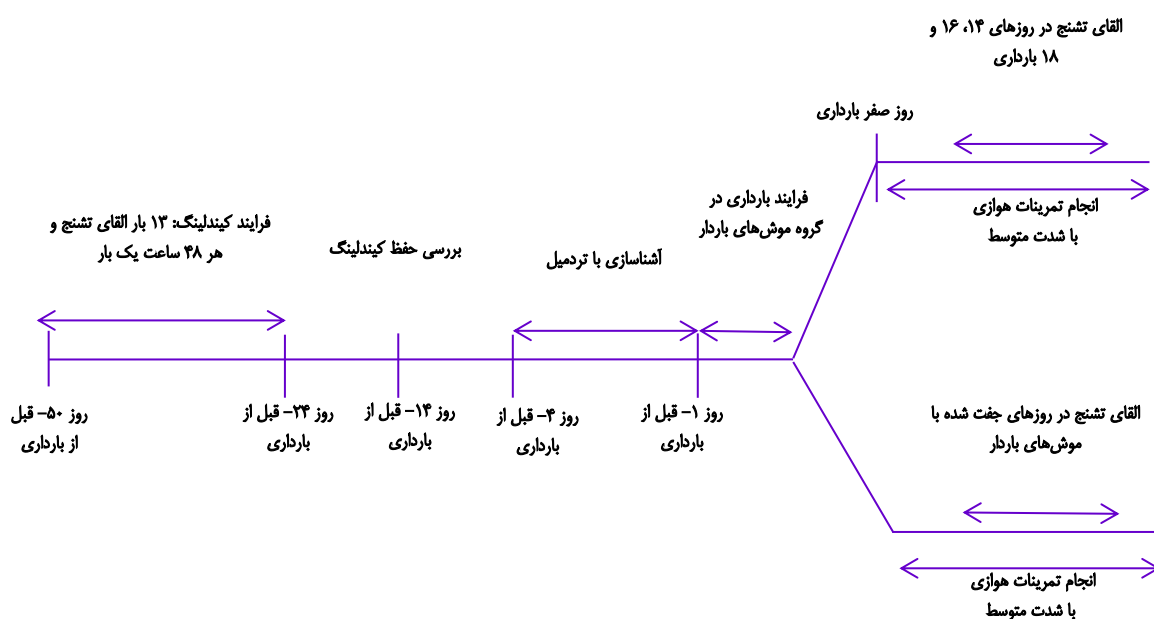 القای تشنج در روزهای ۱۴، ۱۶ و
۱۸ بارداری
روز صفر بارداری
فرایند بارداری در
گروه موش‌های باردار
انجام تمرینات هوازی
با شدت متوسط
فرایند کیندلینگ: ۱۳ بار القای تشنج و
هر ۴۸ ساعت یک بار
بررسی حفظ کیندلینگ
آشناسازی با تردمیل
روز ۵۰- قبل
از بارداری
روز ۲۴- قبل از
بارداری
روز ۱۴- قبل از
بارداری
روز ۴- قبل از
بارداری
روز ۱- قبل از
بارداری
القای تشنج در روزهای جفت شده با
موش‌های باردار
انجام تمرینات هوازی
با شدت متوسط